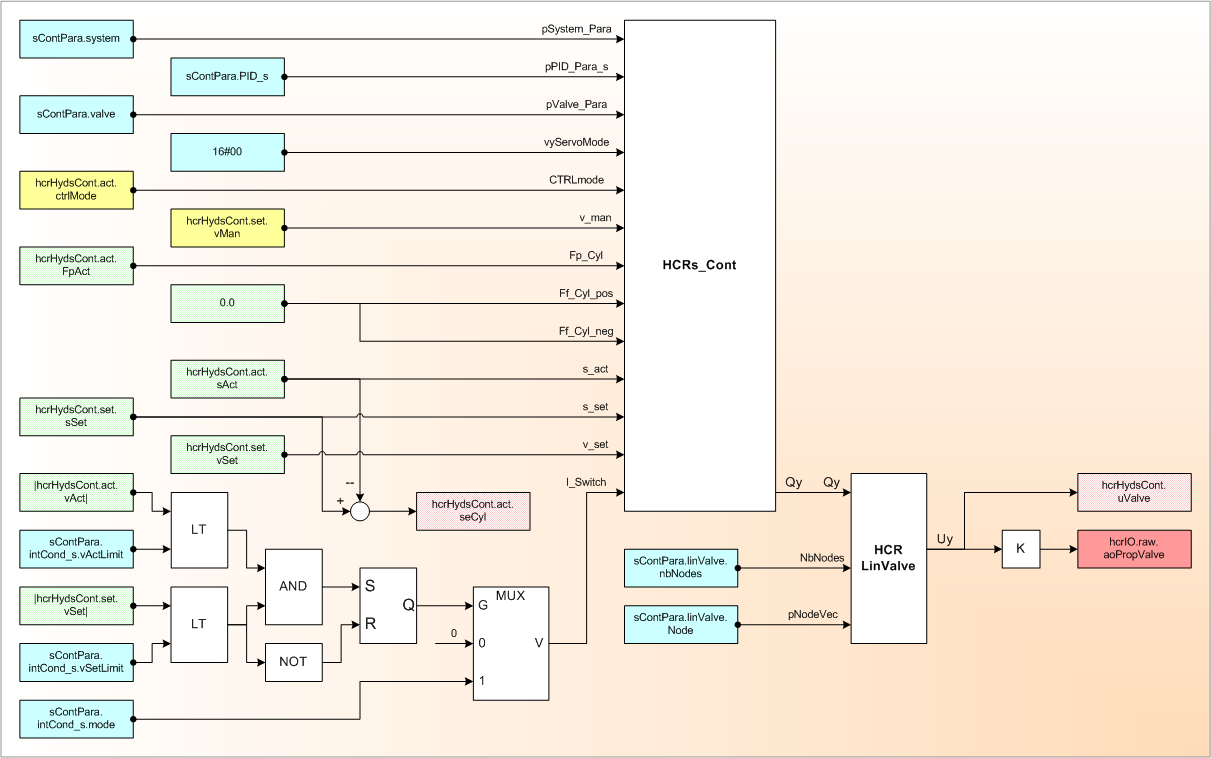 sContPara.system
pSystem_Para
sContPara.PID_s
pPID_Para_s
sContPara.valve
pValve_Para
16#00
vyServoMode
hcrHydsCont.act.
ctrlMode
CTRLmode
hcrHydsCont.set.
vMan
v_man
hcrHydsCont.act.
FpAct
Fp_Cyl
HCRs_Cont
0.0
Ff_Cyl_pos
Ff_Cyl_neg
hcrHydsCont.act.
sAct
s_act
hcrHydsCont.set.
sSet
s_set
hcrHydsCont.set.
vSet
v_set
|hcrHydsCont.act.
vAct|
I_Switch
Qy
Qy
--
+
hcrHydsCont.act.
seCyl
hcrHydsCont.
uValve
LT
sContPara.
intCond_s.vActLimit
Uy
K
hcrIO.raw.
aoPropValve
HCR
LinValve
sContPara.linValve.
nbNodes
NbNodes
AND
|hcrHydsCont.set.
vSet|
S
R
Q
MUX
G
0
0
1
V
sContPara.linValve.
Node
pNodeVec
LT
sContPara.
intCond_s.vSetLimit
NOT
sContPara.
intCond_s.mode